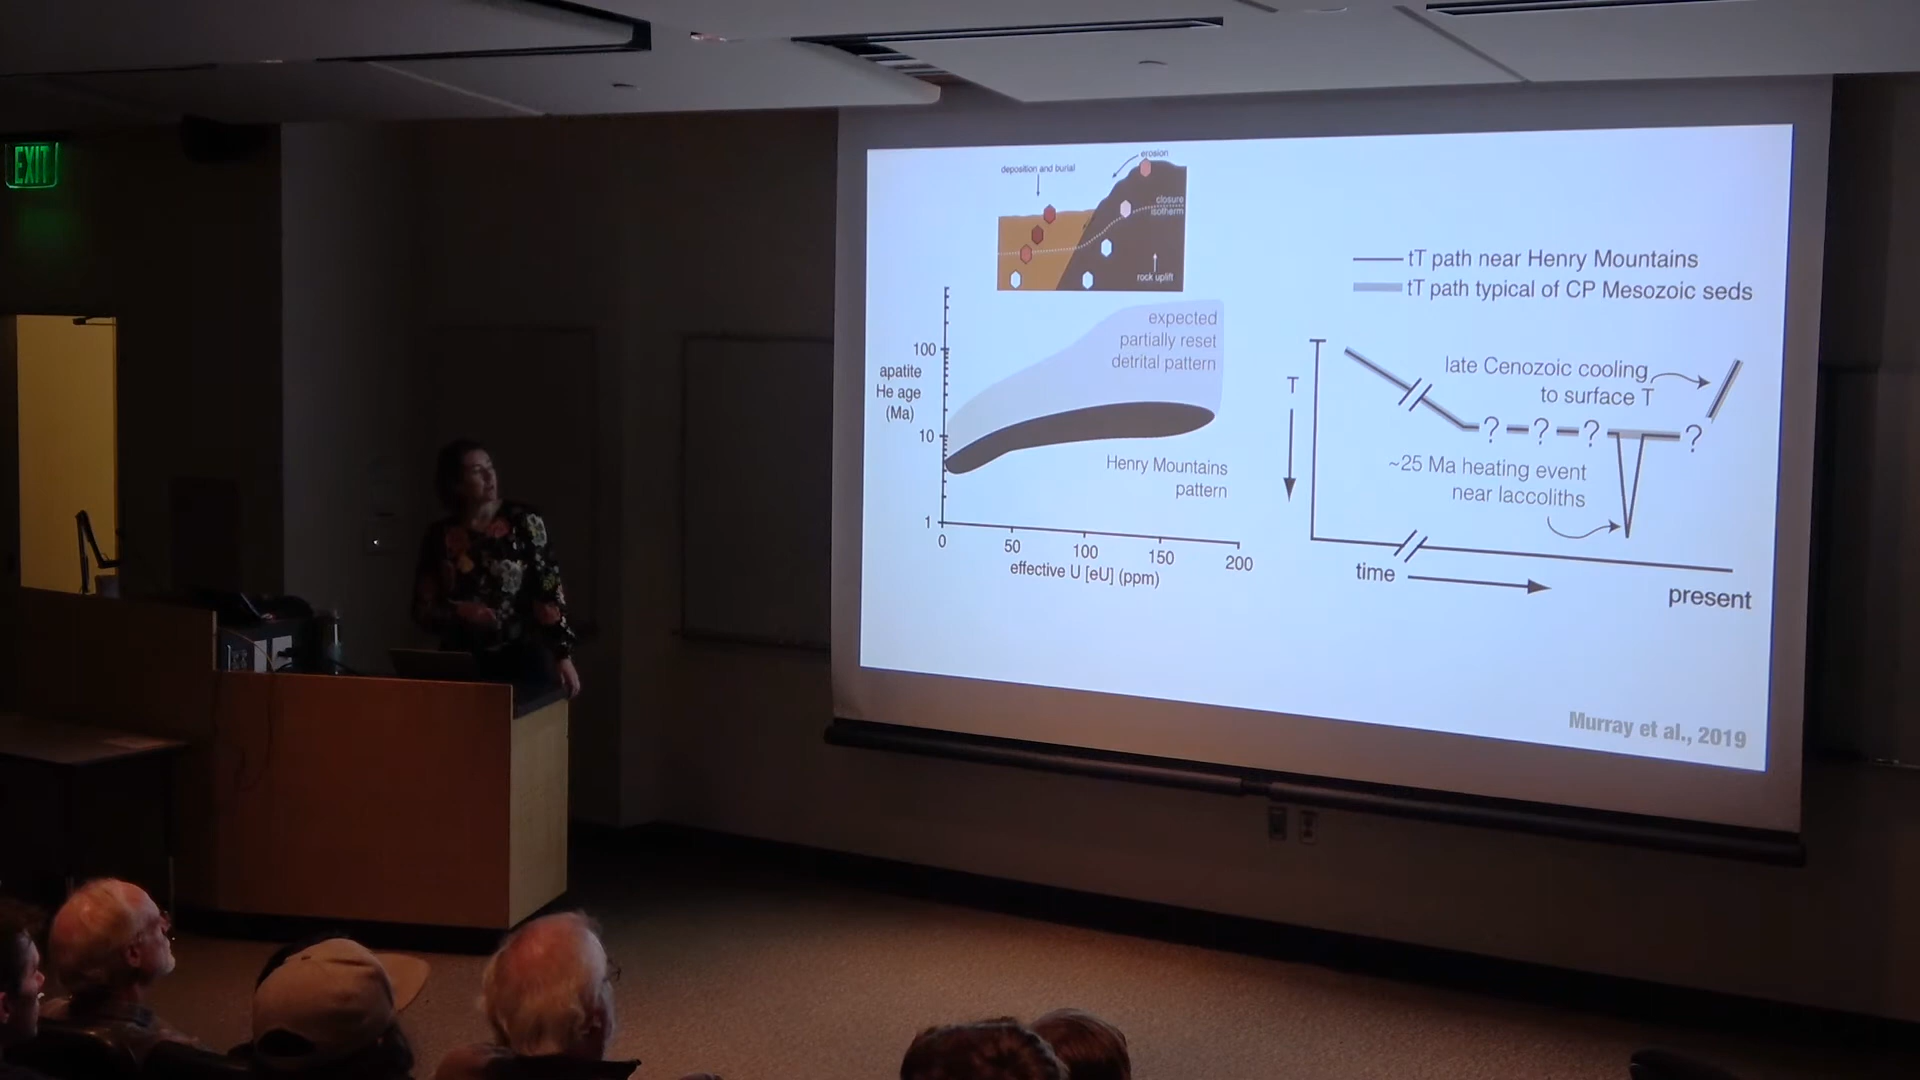 EXIT
deposition and burial
erosion
closure
isotherm
rock uplift
expected
partially reset
detrital pattern
100
apatite
He age
(Ma)
10
Henry Mountains
pattern
1
0
50
100
150
200
effective U [eU] (ppm)
tT path near Henry Mountains
tT path typical of CP Mesozoic seds
late Cenozoic cooling
to surface T
T
? ? ? ?
~25 Ma heating event
near laccoliths
time
present
Murray et al., 2019